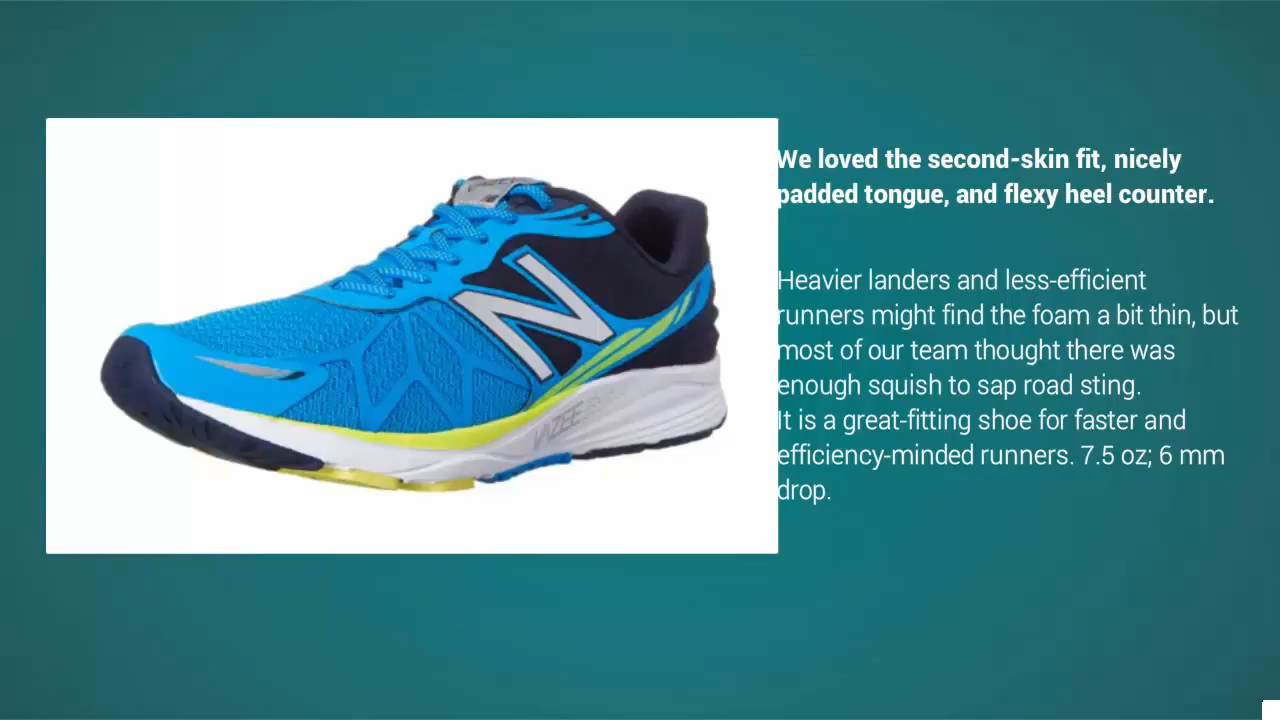 We loved the second-skin fit, nicely
padded tongue, and flexy heel counter.
Heavier landers and less-efficient
runners might find the foam a bit thin, but
most of our team thought there was
enough squish to sap road sting.
It is a great-fitting shoe for faster and
efficiency-minded runners. 7.5 oz; 6 mm
drop.
N
VAZEE